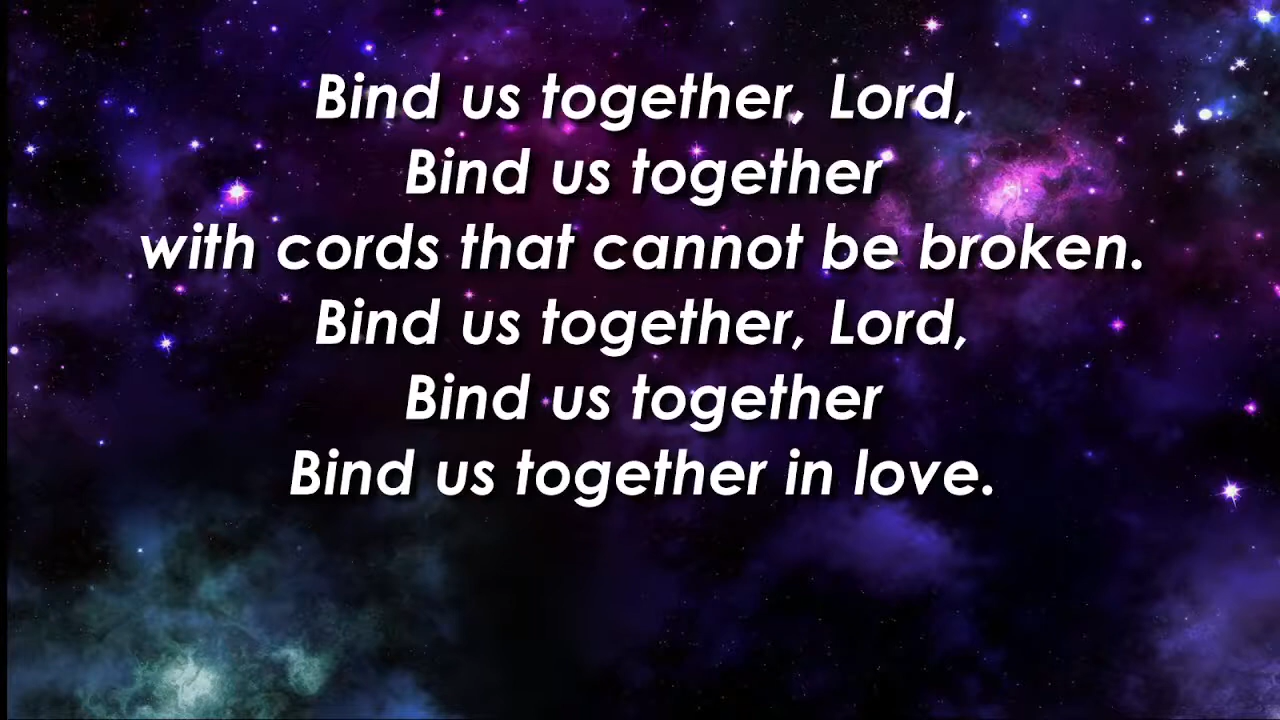 Bind us together, Lord,
Bind us together
with cords that cannot be broken.
Bind us together, Lord,
Bind us together
Bind us together in love.